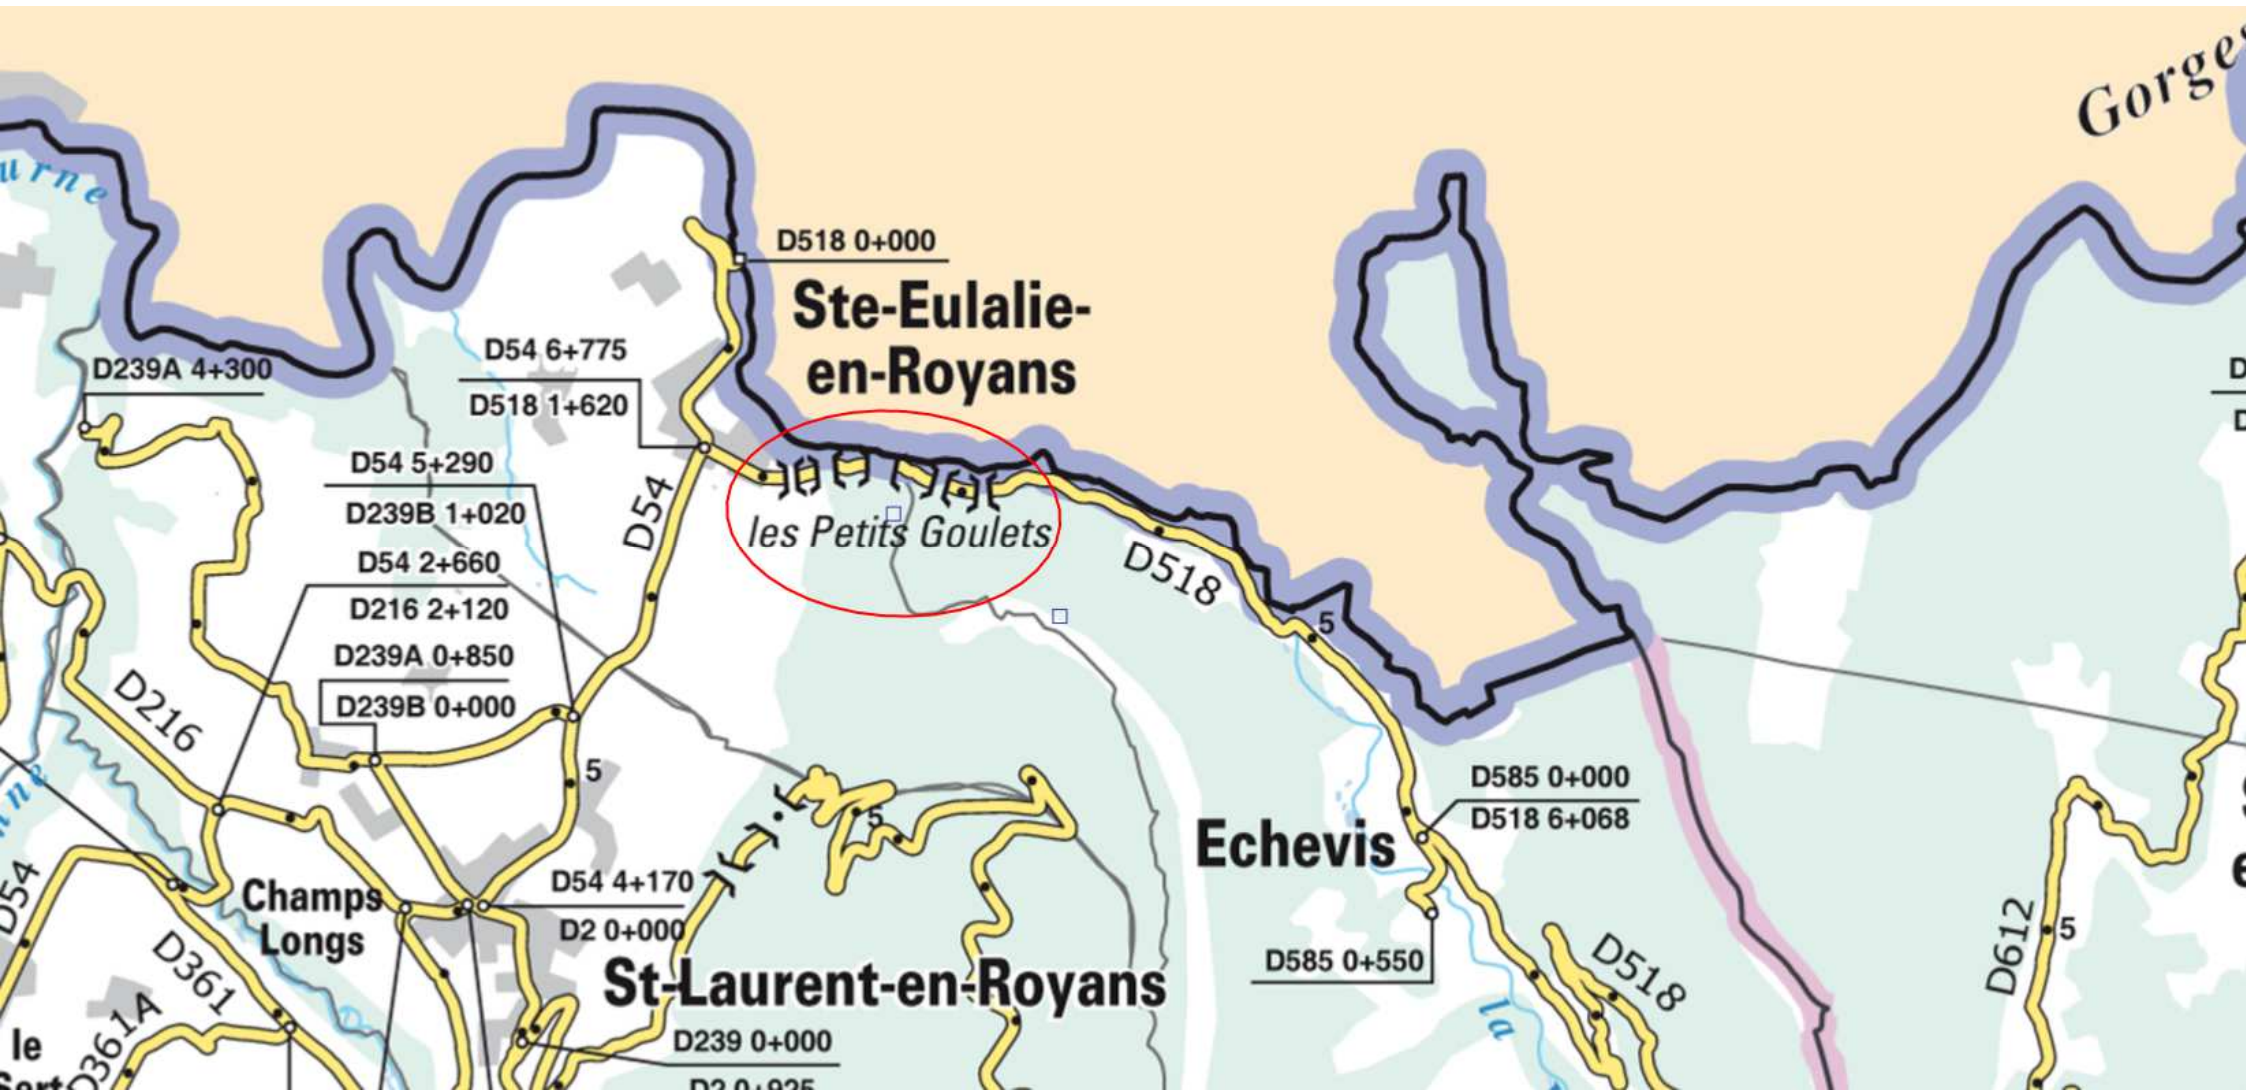 Gorges
urne
D518 0+000
Ste-Eulalie-
en-Royans
D54 6+775
D518 1+620
D239A 4+300
D54 5+290
D239B 1+020
D54
les Petits Goulets
D518
D54 2+660
D216 2+120
5
D239A 0+850
D239B 0+000
D216
5
D585 0+000
D518 6+068
5
Echevis
D54 4+170
D2 0+000
Champs
Longs
D54
D361
D585 0+550
D518
D612
5
St-Laurent-en-Royans
la
D361A
le
D239 0+000
D2 0+925